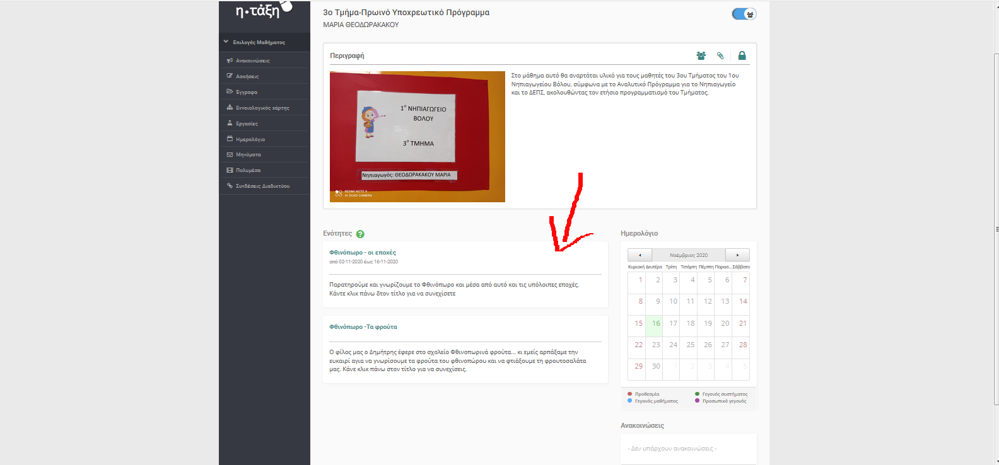 η·τάξη
3ο Τμήμα-Πρωινό Υποχρεωτικό Πρόγραμμα
ΜΑΡΙΑ ΘΕΟΔΩΡΑΚΑΚΟΥ
Επιλογές Μαθήματος
Ανακοινώσεις
Ασκήσεις
Έγγραφα
Εννοιολογικός χάρτης
Εργασίες
Ημερολόγιο
Μηνύματα
Πολυμέσα
Συνδέσεις Διαδικτύου
Περιγραφή
1ο ΝΗΠΙΑΓΩΓΕΙΟ
ΒΟΛΟΥ
3ο ΤΜΗΜΑ
Νηπιαγωγός: ΘΕΟΔΩΡΑΚΑΚΟΥ ΜΑΡΙΑ
REDMI NOTE 9
AI QUAD CAMERA
Στο μάθημα αυτό θα αναρτάται υλικό για τους μαθητές του 3ου Τμήματος του 1ου
Νηπιαγωγείου Βόλου, σύμφωνα με το Αναλυτικό Πρόγραμμα για το Νηπιαγωγείο
και το ΔΕΠΣ, ακολουθώντας τον ετήσιο προγραμματισμό του Τμήματος.
Ενότητες ?
Φθινόπωρο - οι εποχές
από 02-11-2020 έως 16-11-2020
Παρατηρούμε και γνωρίζουμε το Φθινόπωρο και μέσα από αυτό και τις υπόλοιπες εποχές.
Κάντε κλικ πάνω δτον τίτλο για να συνεχίσετε
Φθινόπωρο -Τα φρούτα
Ο φίλος μας ο Δημήτρης έφερε στο σχολείο Φθινοπωρινά φρούτα... κι εμείς αρπάξαμε την
ευκαιρί αγια να γνωρίσουμε τα φρούτα του φθινοπώρου και να φτιάξουμε τη φρουτοσαλάτα
μας. Κάνε κλικ πάνω στον τίτλο για να συνεχίσεις.
Ημερολόγιο
Νοέμβριος 2020
Κυριακή Δευτέρα Τρίτη Τετάρτη Πέμπτη Παρασ... Σάββατο
1 2 3 4 5 6 7
8 9 10 11 12 13 14
15 16 17 18 19 20 21
22 23 24 25 26 27 28
29 30 1 2 3 4 5
Προθεσμία Γεγονός συστήματος
Γεγονός μαθήματος Προσωπικό γεγονός
Ανακοινώσεις
- Δεν υπάρχουν ανακοινώσεις -